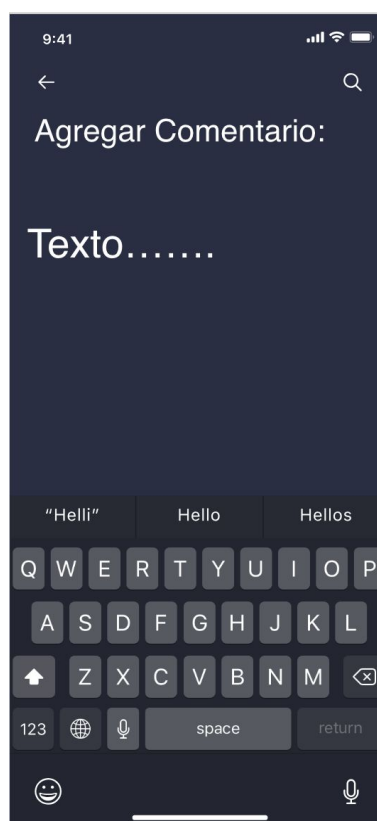 9:41
Agregar Comentario:
Texto.......
“Helli” Hello Hellos
Q W E R T Y U I O P
A S D F G H J K L
Z X C V B N M
123 space return